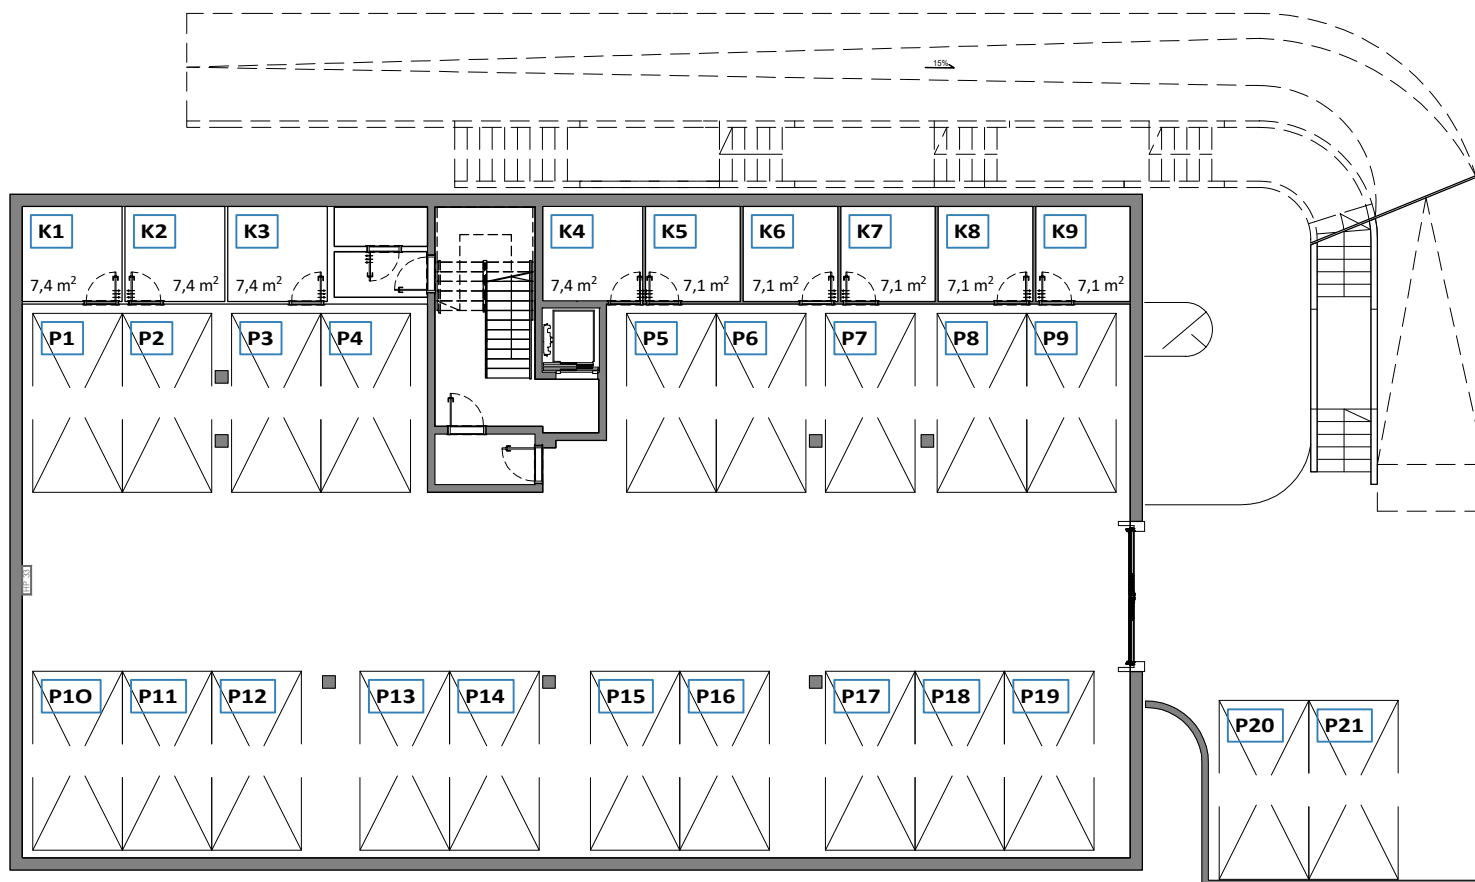 15%
K1
K2
K3
K4
K5
K6
K7
K8
K9
7,4 m²
7,4 m²
7,4 m²
7,4 m²
7,1 m²
7,1 m²
7,1 m²
7,1 m²
7,1 m²
P1
P2
P3
P4
P5
P6
P7
P8
P9
HP 33
P1O
P11
P12
P13
P14
P15
P16
P17
P18
P19
P20
P21